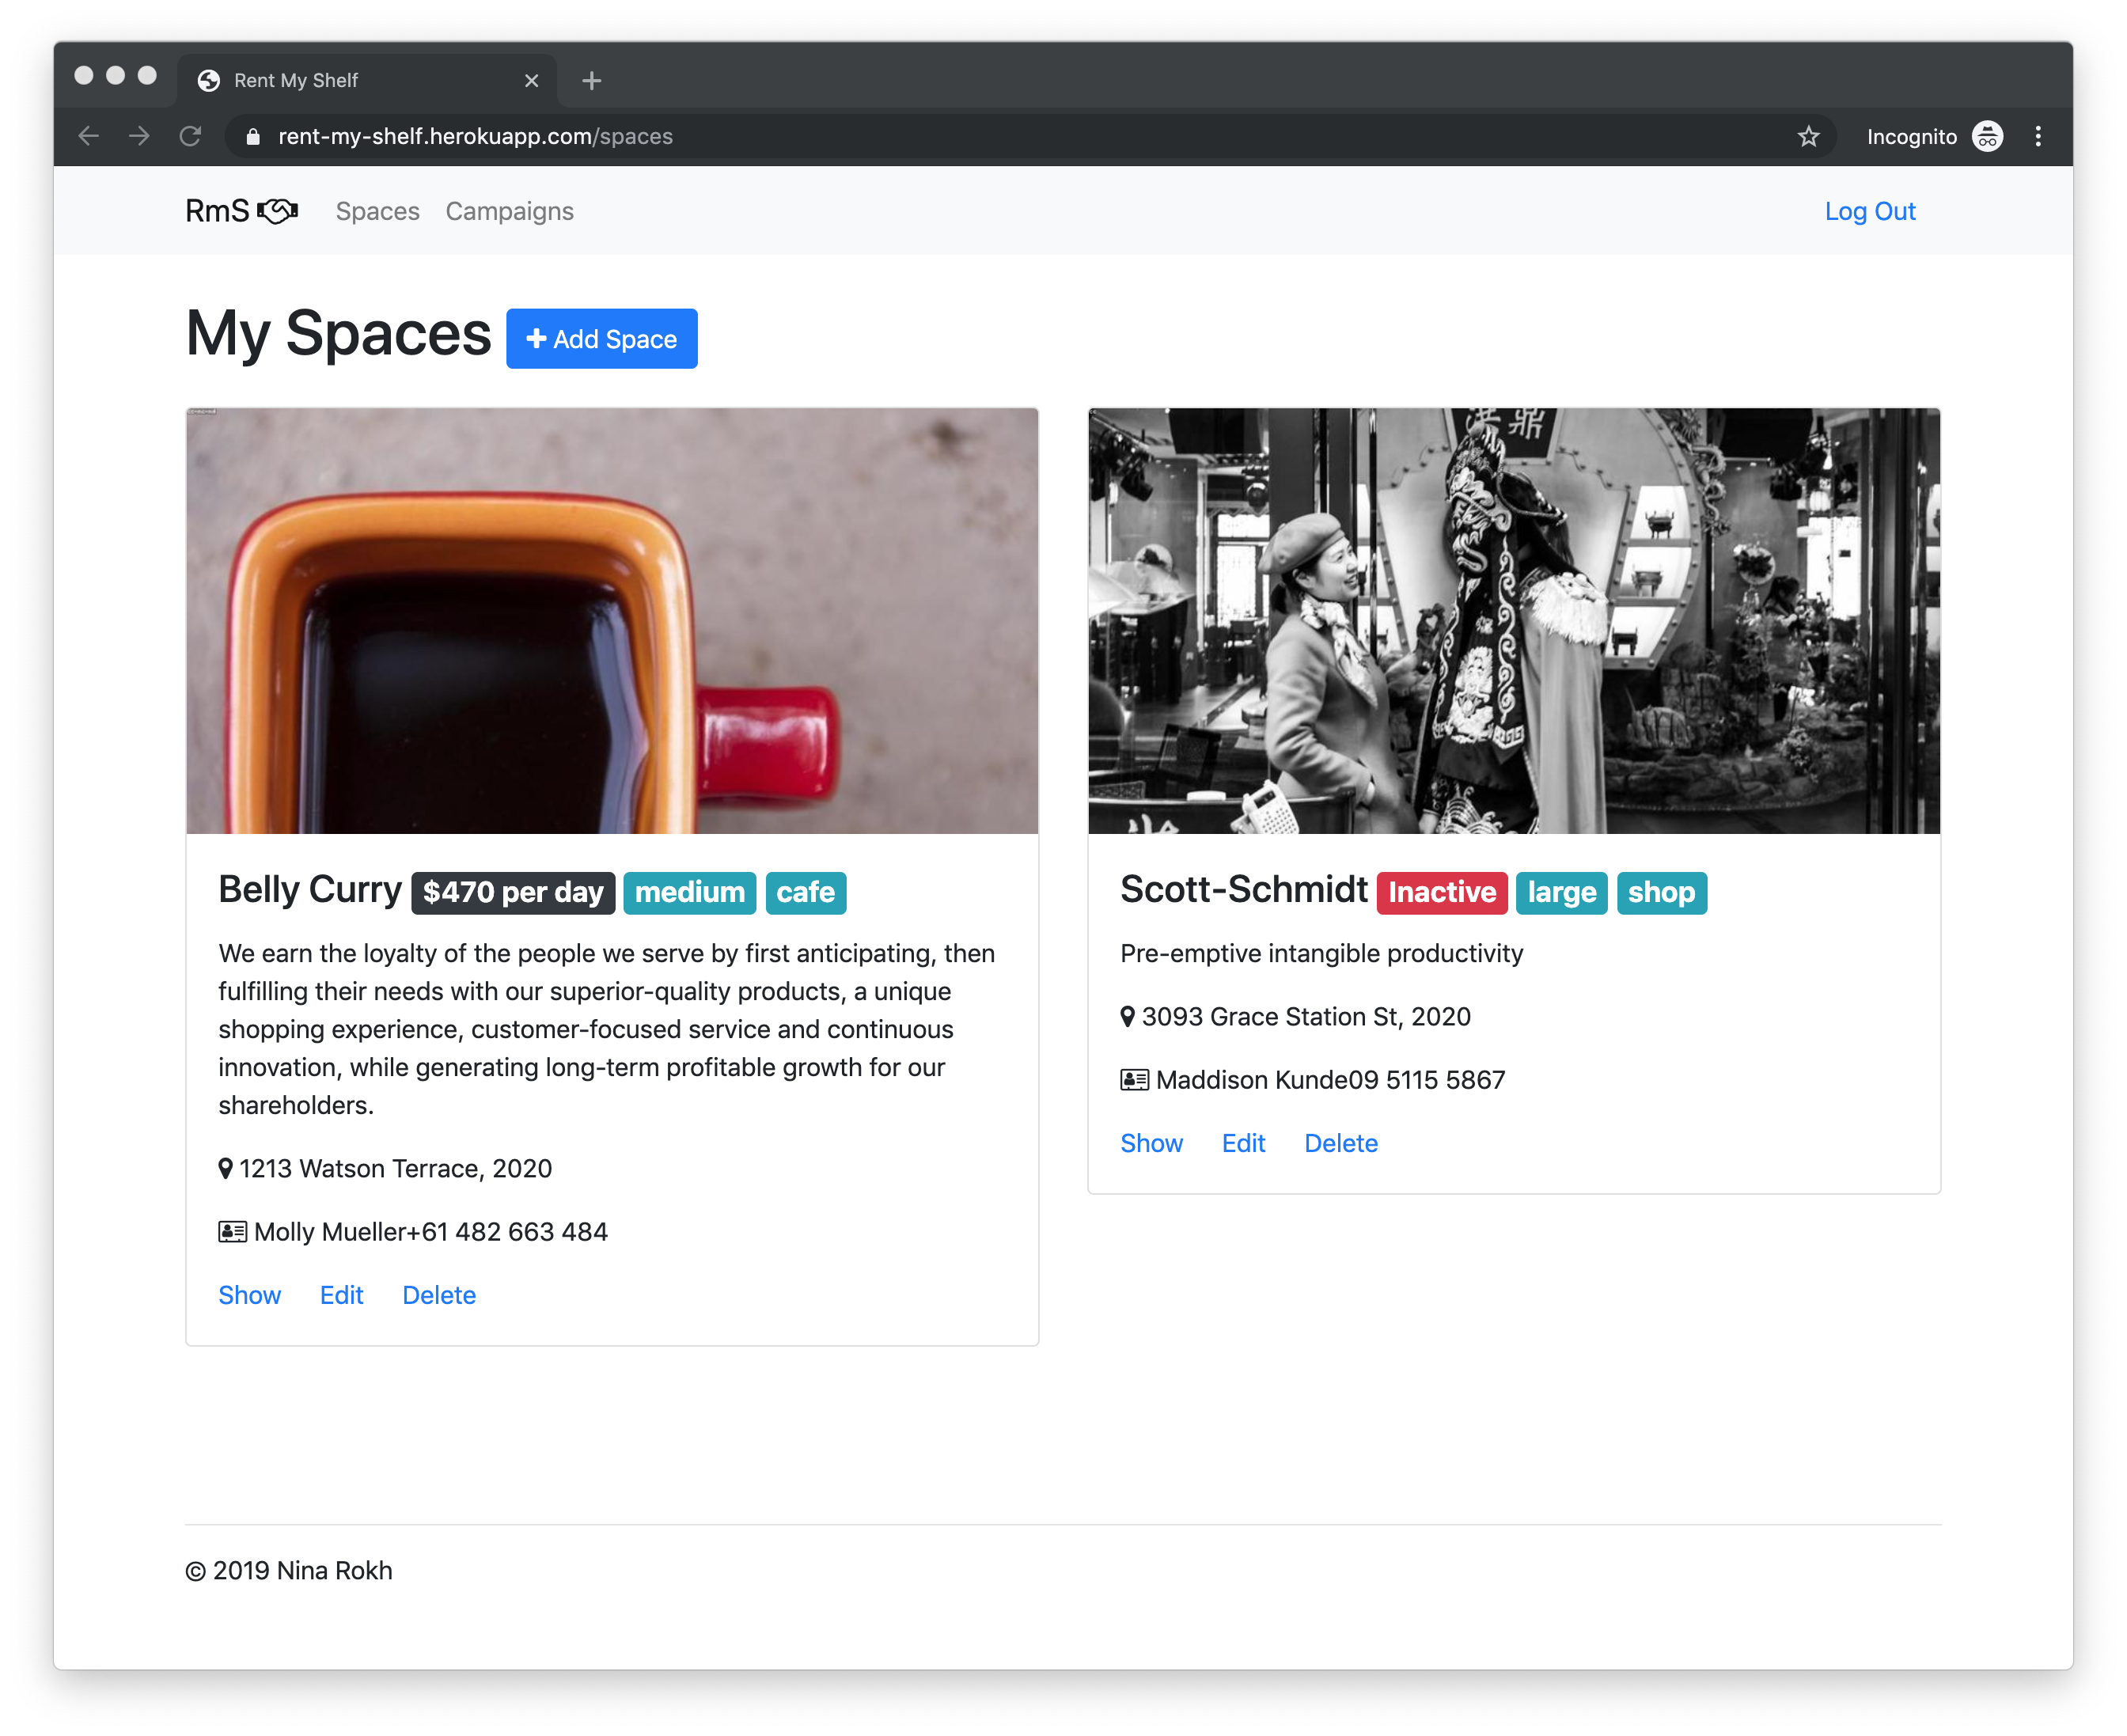 Rent My Shelf
rent-my-shelf.herokuapp.com/spaces
Incognito
RmS Spaces Campaigns Log Out
My Spaces Add Space
Belly Curry $470 per day medium cafe
We earn the loyalty of the people we serve by first anticipating, then
fulfilling their needs with our superior-quality products, a unique
shopping experience, customer-focused service and continuous
innovation, while generating long-term profitable growth for our
shareholders.
1213 Watson Terrace, 2020
Molly Mueller+61 482 663 484
Show Edit Delete
鼎
Scott-Schmidt Inactive large shop
Pre-emptive intangible productivity
3093 Grace Station St, 2020
Maddison Kunde09 5115 5867
Show Edit Delete
© 2019 Nina Rokh